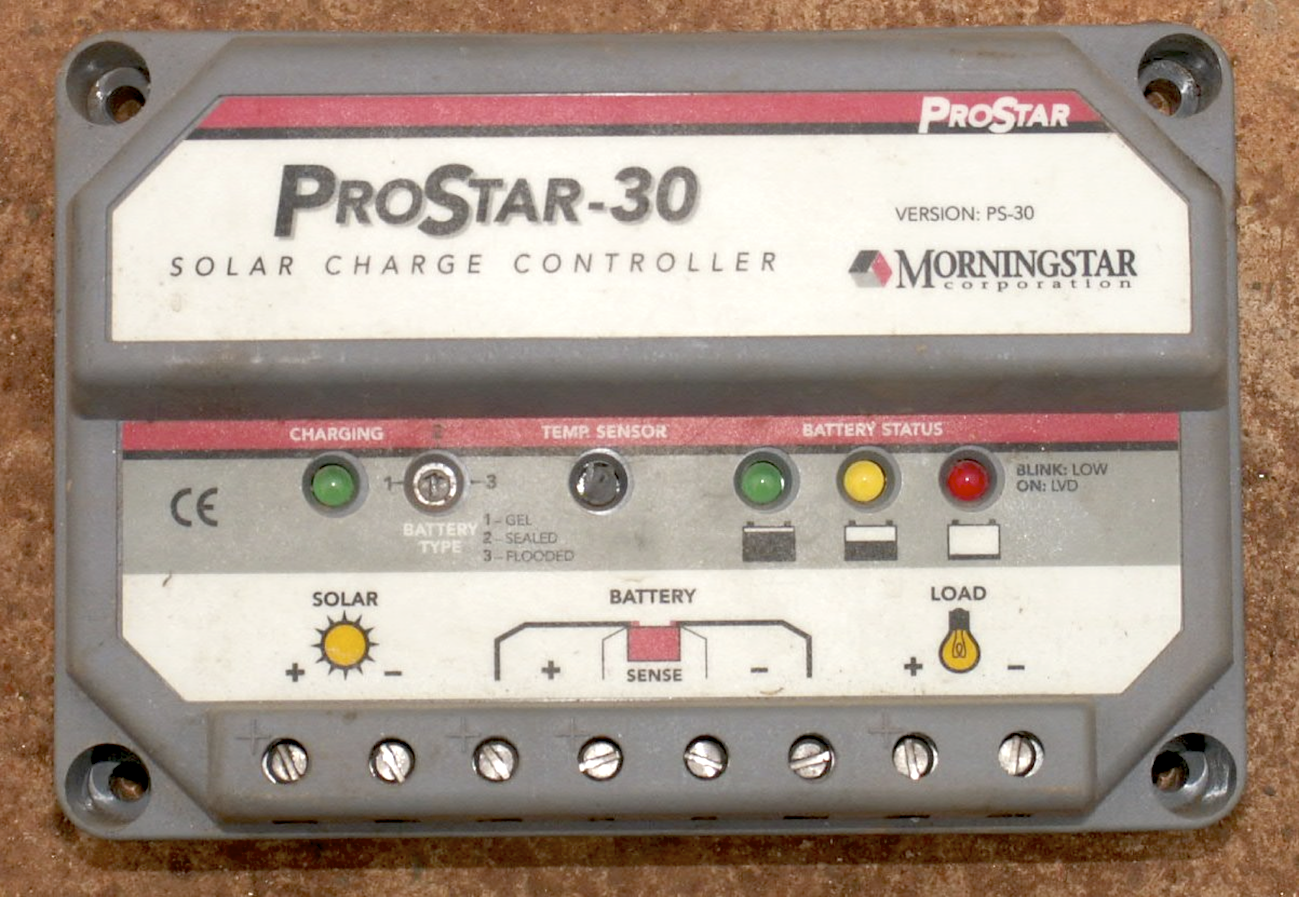 PROSTAR
PROSTAR-30
SOLAR CHARGE CONTROLLER
VERSION: PS-30
MORNINGSTAR
corporation
CHARGING
2
TEMP. SENSOR
BATTERY STATUS
CE
1
3
BLINK: LOW
ON: LVD
BATTERY
TYPE
1 – GEL
2 – SEALED
3 – FLOODED
SOLAR
BATTERY
LOAD
+ –
+ SENSE –
+ –
+ + + +